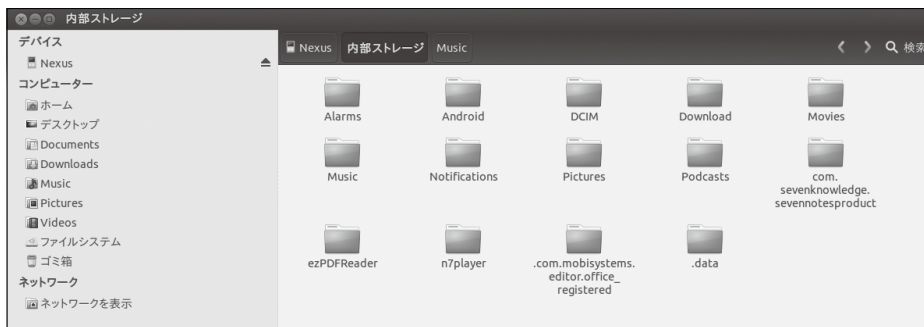 内部ストレージ
デバイス
Nexus
コンピューター
ホーム
デスクトップ
Documents
Downloads
Music
Pictures
Videos
ファイルシステム
ゴミ箱
ネットワーク
ネットワークを表示
Nexus 内部ストレージ Music 検索
Alarms Android DCIM Download Movies
Music Notifications Pictures Podcasts com.
sevenknowledge.
sevennotesproduct
ezPDFReader n7player .com.mobisystems. .data
editor.office_
registered